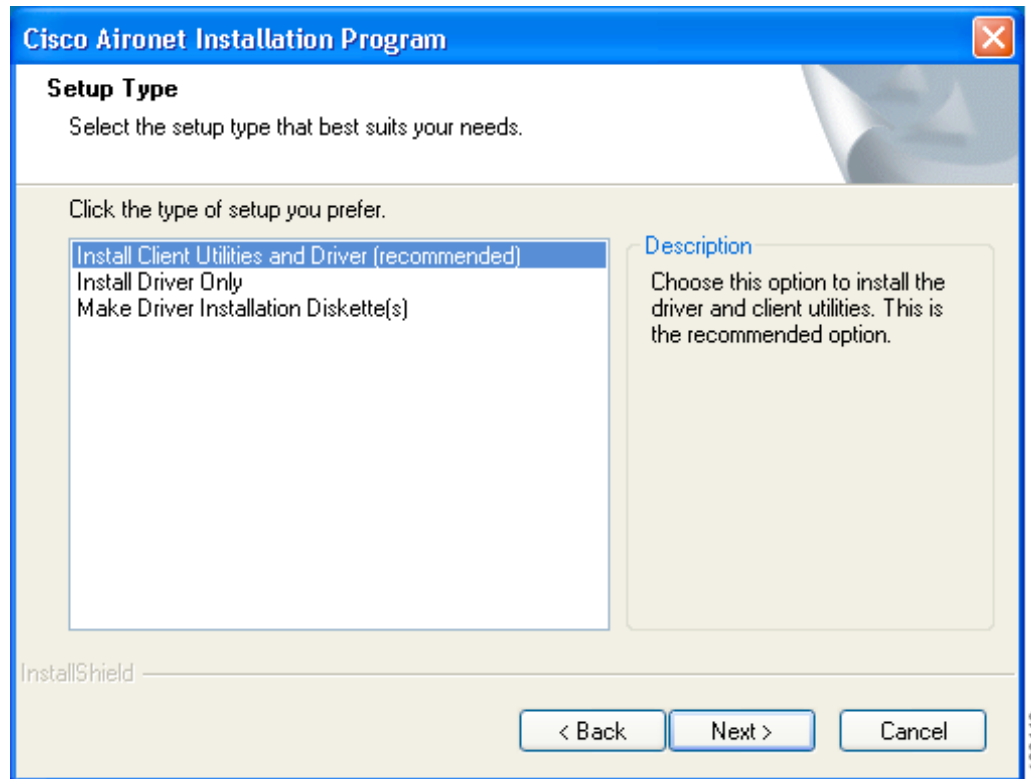 Cisco Aironet Installation Program
Setup Type
Select the setup type that best suits your needs.
Click the type of setup you prefer.
Install Client Utilities and Driver (recommended)
Install Driver Only
Make Driver Installation Diskette(s)
Description
Choose this option to install the
driver and client utilities. This is
the recommended option.
InstallShield
< Back
Next >
Cancel